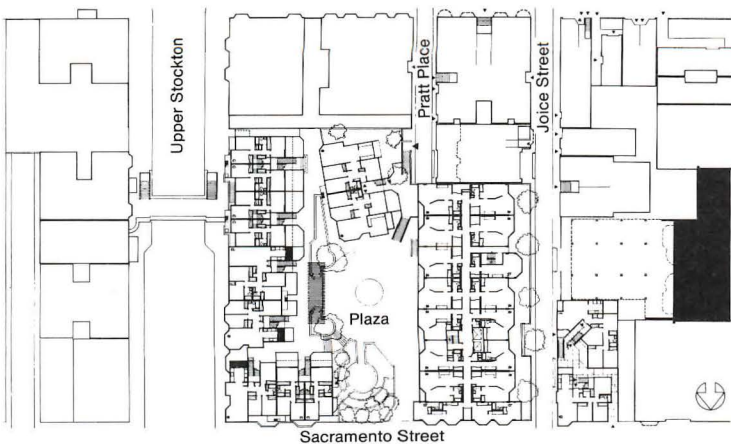 Upper Stockton
Pratt Place
Joice Street
Plaza
Sacramento Street